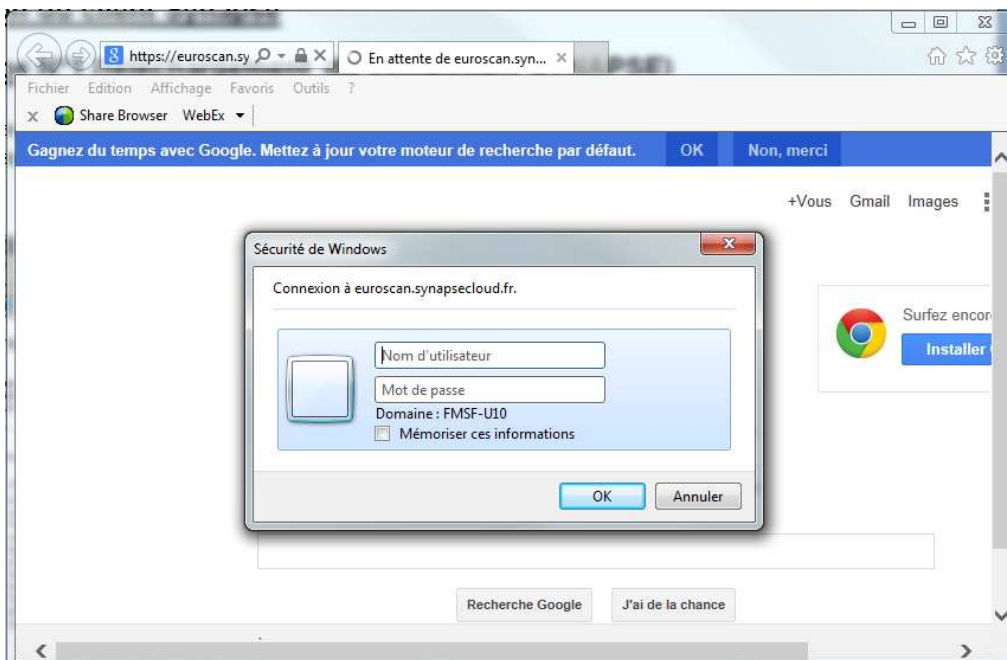 https://euroscan.sy
En attente de euroscan.syn...
Fichier Edition Affichage Favoris Outils ?
x Share Browser WebEx
Gagnez du temps avec Google. Mettez à jour votre moteur de recherche par défaut. OK Non, merci
+Vous Gmail Images
Sécurité de Windows
Connexion à euroscan.synapsecloud.fr.
Nom d'utilisateur
Mot de passe
Domaine : FMSF-U10
Mémoriser ces informations
OK Annuler
Surfez encor
Installer
Recherche Google J'ai de la chance